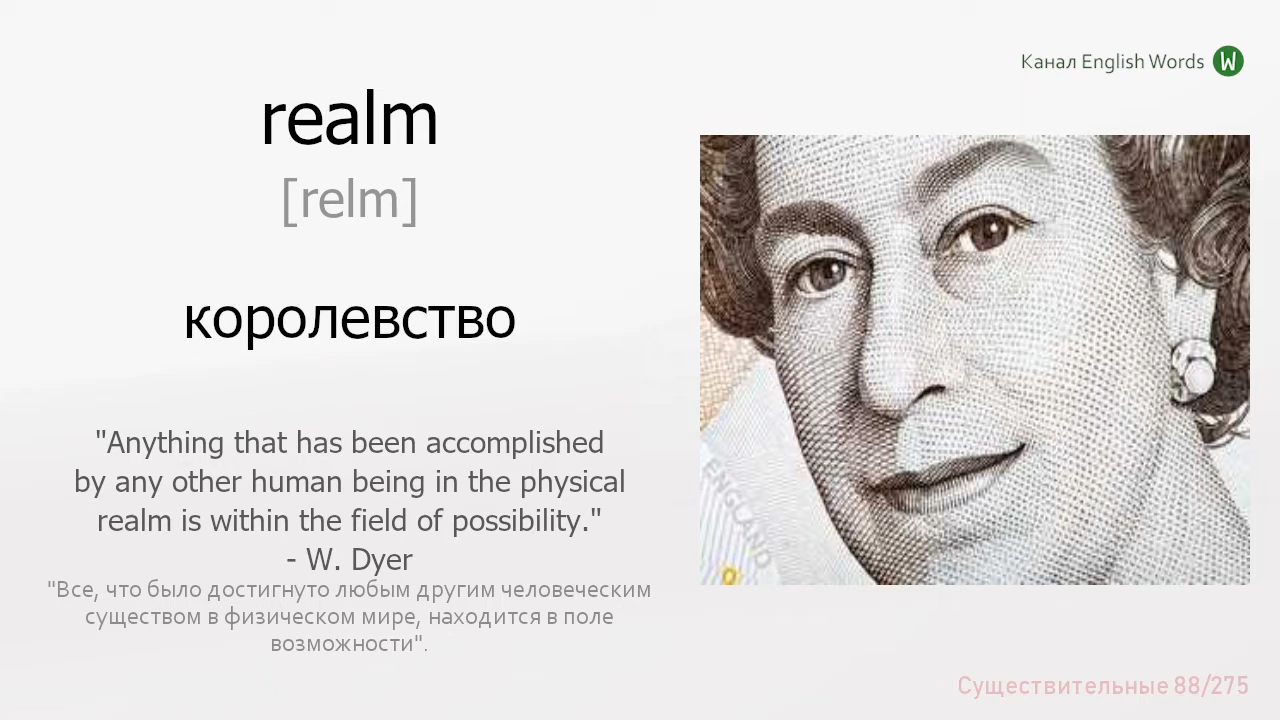 Канал English Words W
realm
[relm]
королевство
"Anything that has been accomplished
by any other human being in the physical
realm is within the field of possibility."
- W. Dyer
"Все, что было достигнуто любым другим человеческим
существом в физическом мире, находится в поле
возможности".
ENGLAND
Существительные 88/275